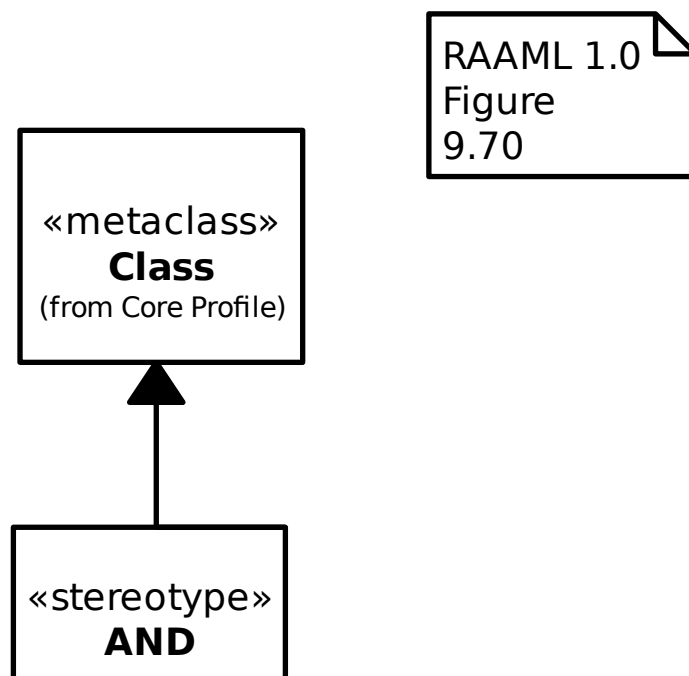 RAAML 1.0
Figure
9.70
«metaclass»
Class
(from Core Profile)
«stereotype»
AND